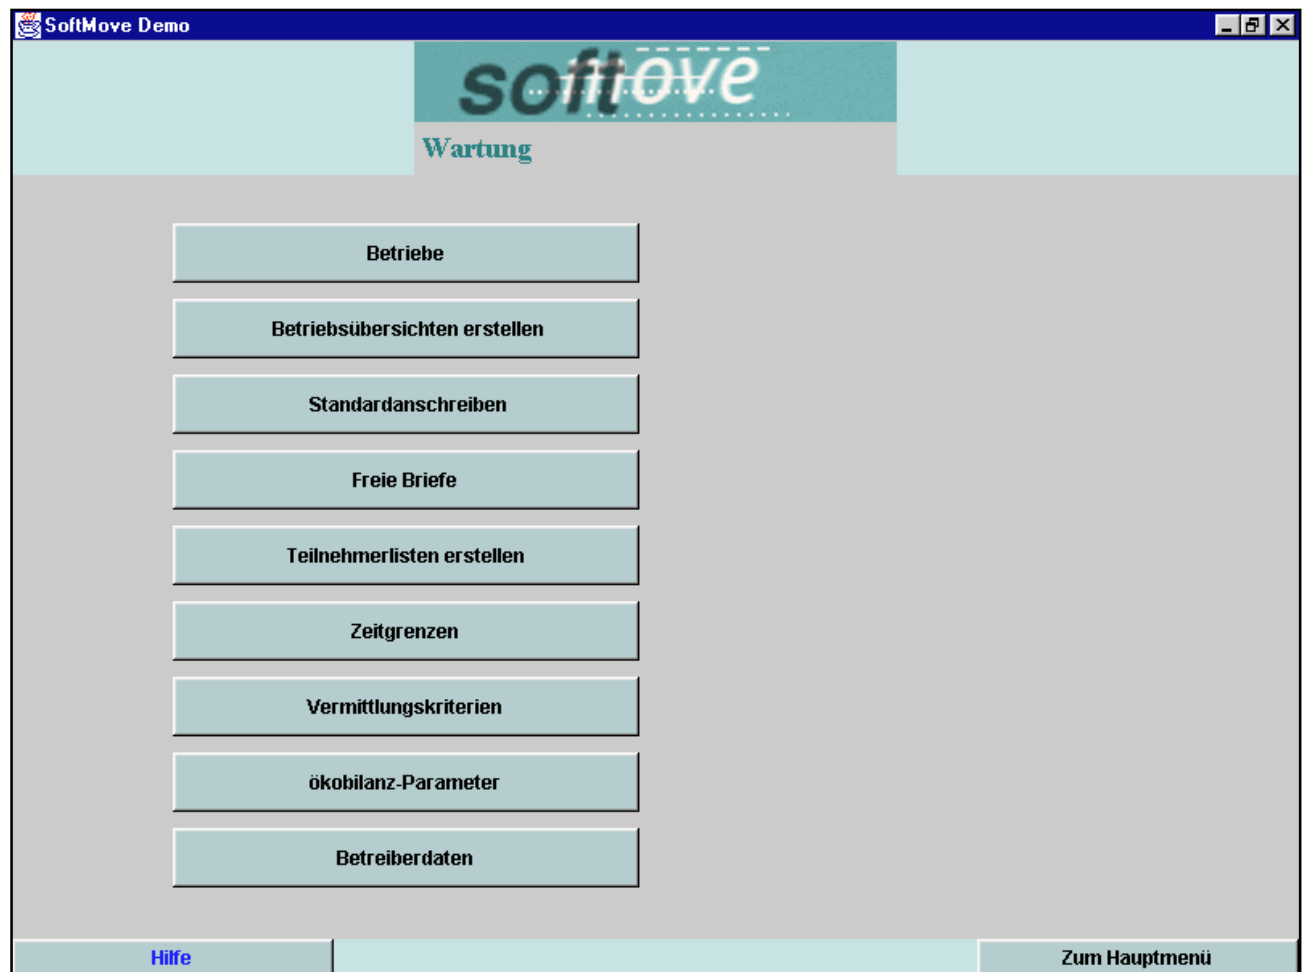 SoftMove Demo
softmove
Wartung
Betriebe
Betriebsübersichten erstellen
Standardanschreiben
Freie Briefe
Teilnehmerlisten erstellen
Zeitgrenzen
Vermittlungskriterien
ökobilanz-Parameter
Betreiberdaten
Hilfe
Zum Hauptmenü